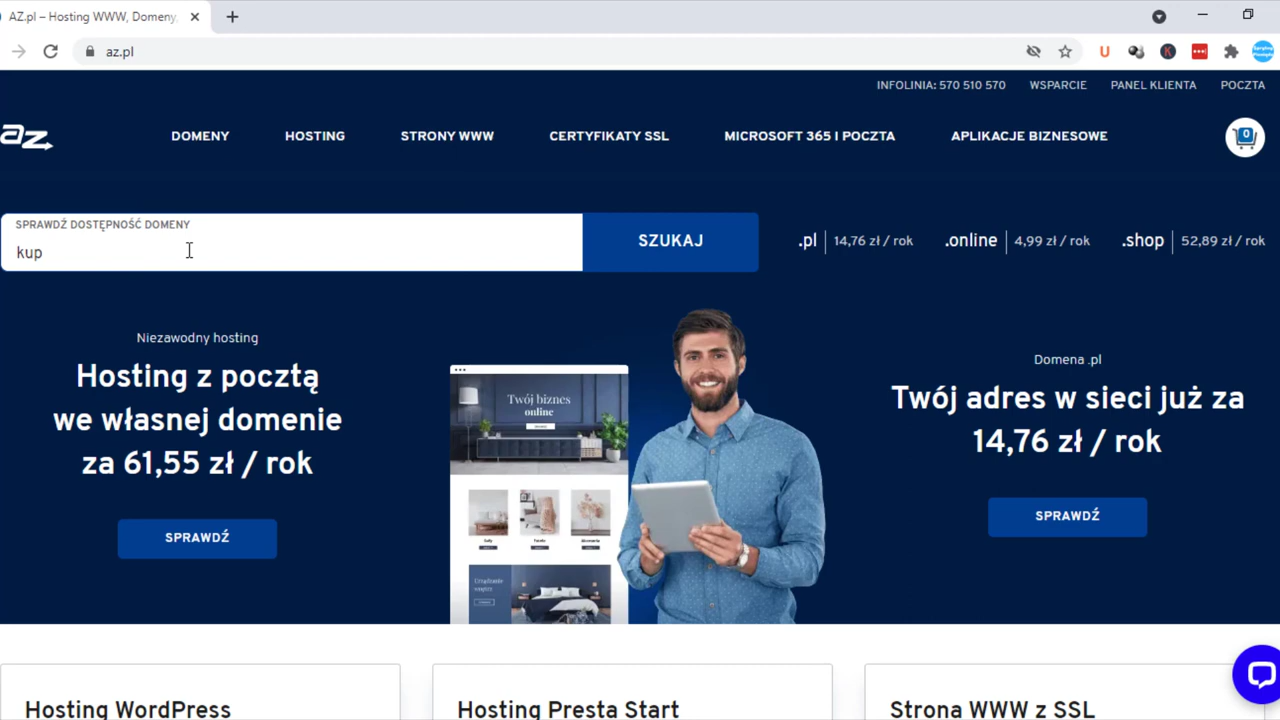 AZ.pl – Hosting WWW, Domeny,
az.pl
INFOLINIA: 570 510 570 WSPARCIE PANEL KLIENTA POCZTA
az DOMENY HOSTING STRONY WWW CERTYFIKATY SSL MICROSOFT 365 I POCZTA APLIKACJE BIZNESOWE 0
SPRAWDŹ DOSTĘPNOŚĆ DOMENY
kup
SZUKAJ
.pl 14,76 zł / rok .online 4,99 zł / rok .shop 52,89 zł / rok
Niezawodny hosting
Hosting z pocztą
we własnej domenie
za 61,55 zł / rok
SPRAWDŹ
Twój biznes
online
Urządzanie
wnętrz
Domena .pl
Twój adres w sieci już za
14,76 zł / rok
SPRAWDŹ
Hosting WordPress
Hosting Presta Start
Strona WWW z SSL